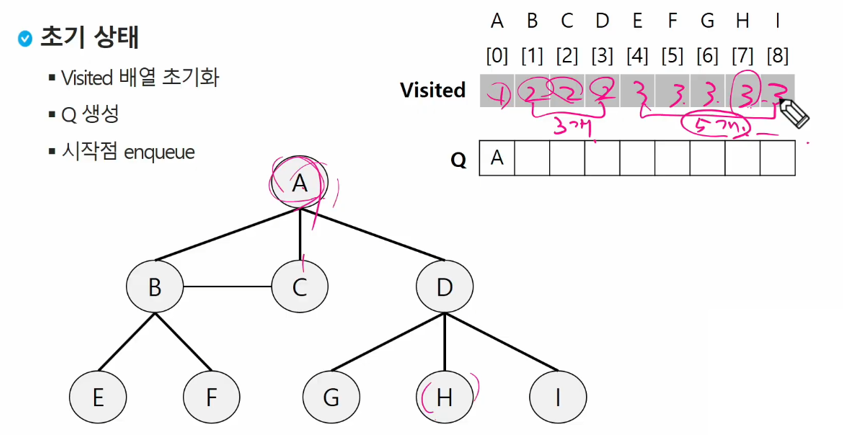 A B C D E F G H I
초기 상태
[0] [1] [2] [3] [4] [5] [6] [7] [8]
Visited 배열 초기화
Visited 1 2 2 2 3 3. 3. 3. 3
Q 생성
3개. 5개.
시작점 enqueue
Q A
A
B C D
E F G H I